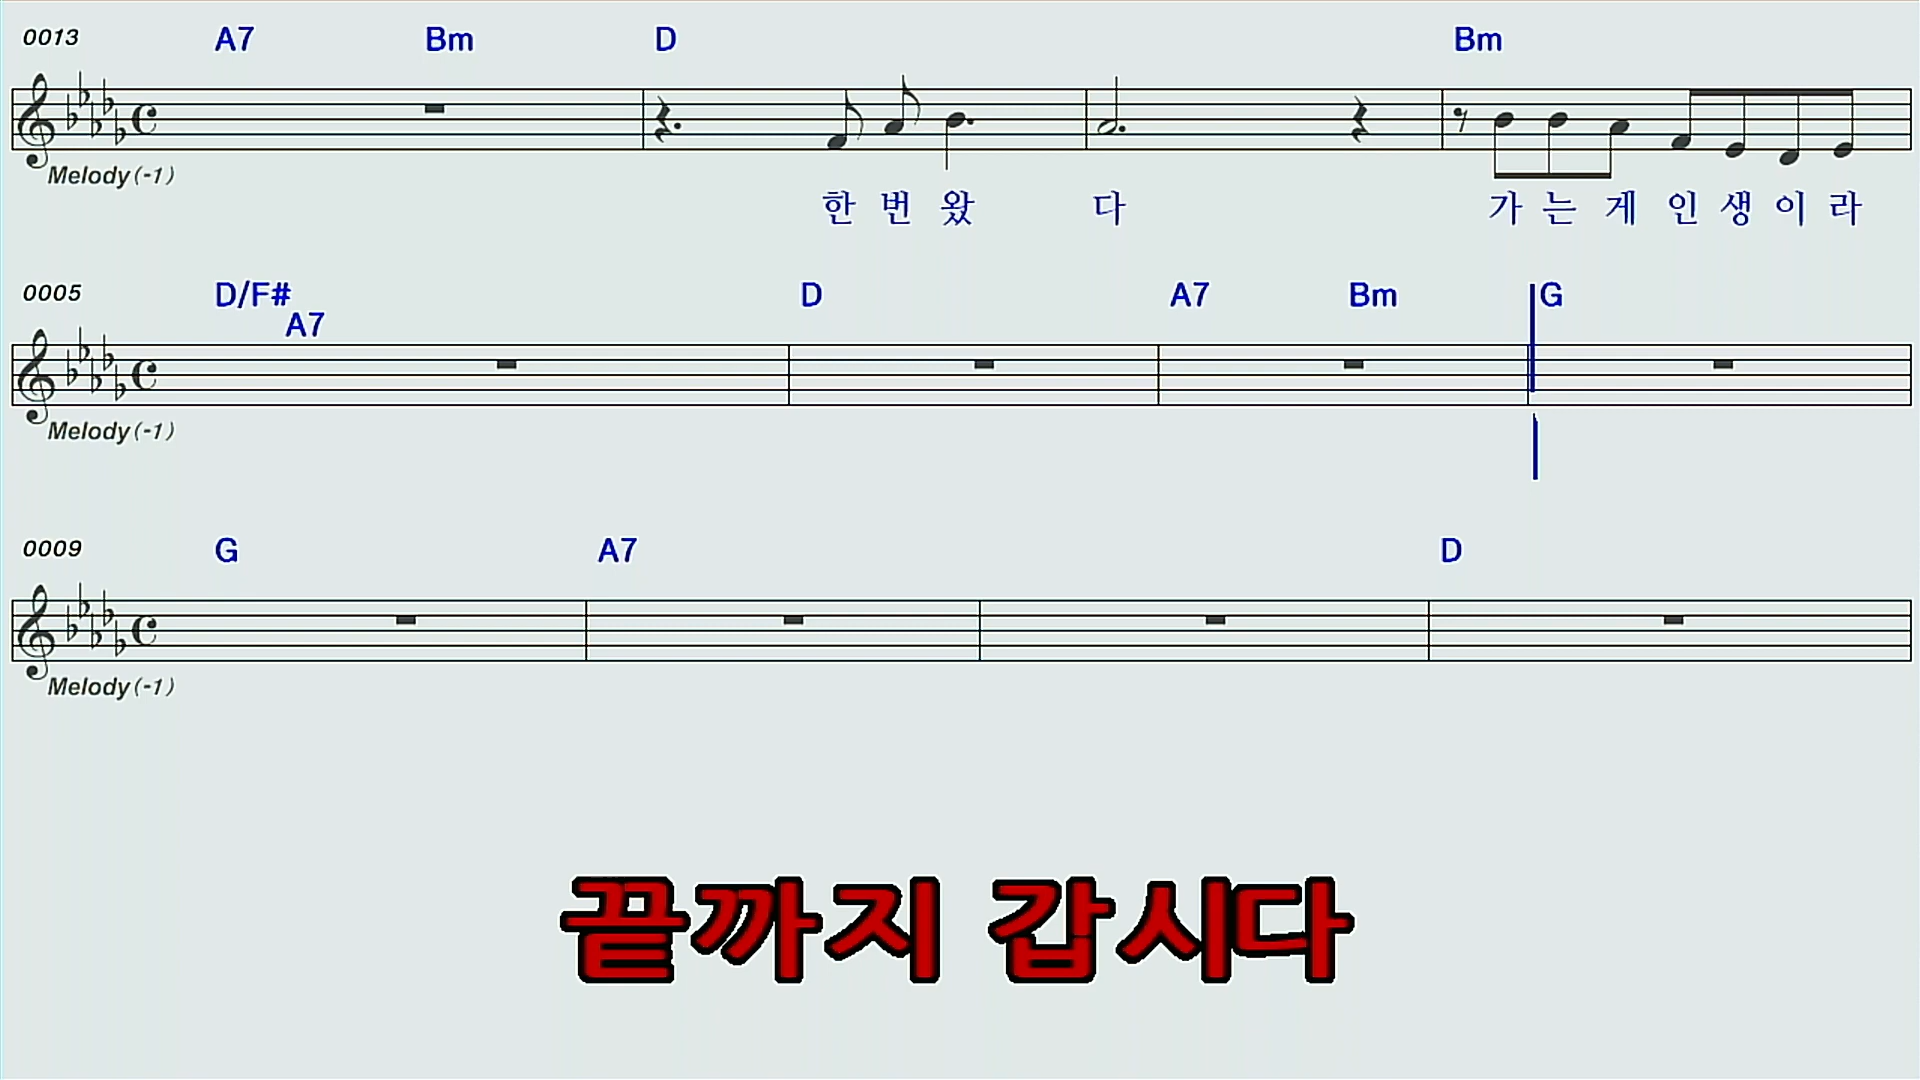 0013 A7 Bm D Bm
Melody(-1)
한 번 왔 다 가 는 게 인 생 이 라
0005 D/F# D A7 Bm G
A7
Melody(-1)
0009 G A7 D
Melody(-1)
끝까지 갑시다